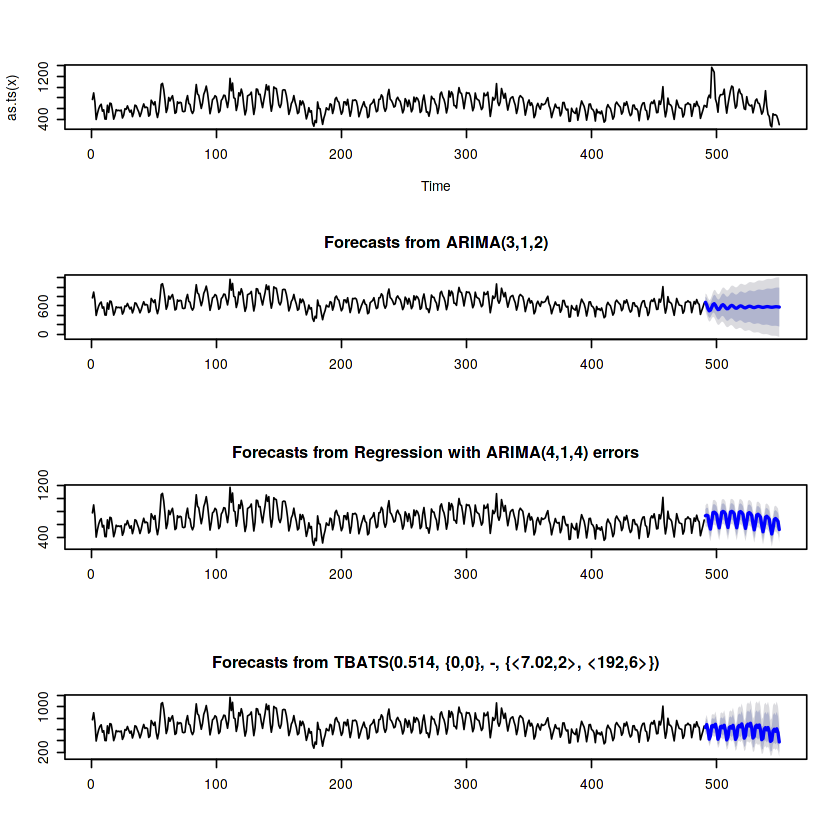 as.ts(x)
1200
400
0 100 200 300 400 500
Time
Forecasts from ARIMA(3,1,2)
600
0
0 100 200 300 400 500
Forecasts from Regression with ARIMA(4,1,4) errors
1200
400
0 100 200 300 400 500
Forecasts from TBATS(0.514, {0,0}, -, {<7.02,2>, <192,6>})
1000
200
0 100 200 300 400 500